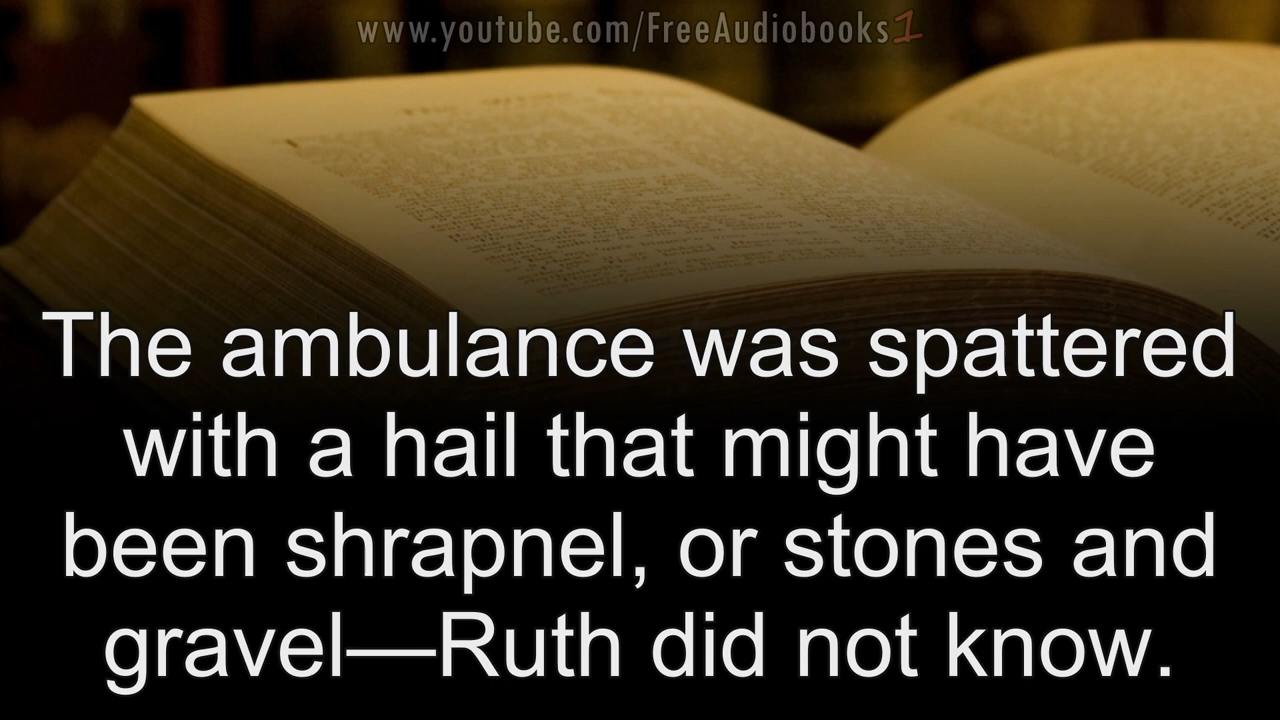 www.youtube.com/FreeAudiobooks1
The ambulance was spattered
with a hail that might have
been shrapnel, or stones and
gravel—Ruth did not know.